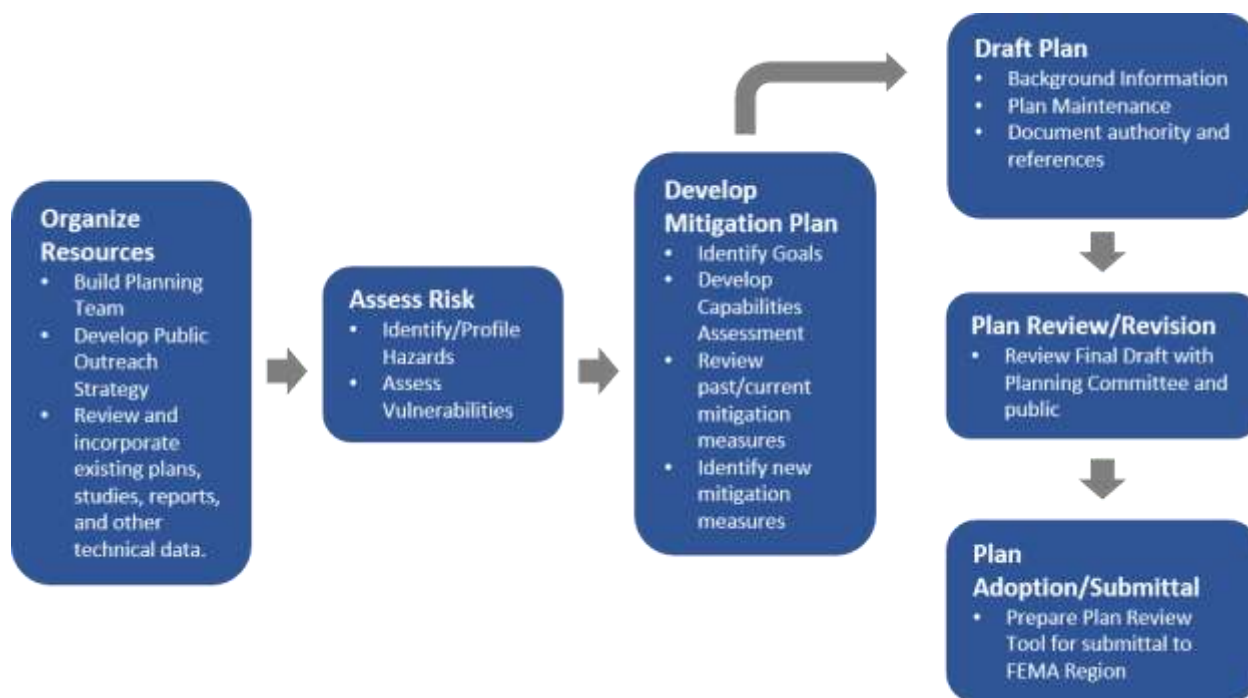 Organize
Resources
• Build Planning
Team
• Develop Public
Outreach
Strategy
• Review and
incorporate
existing plans,
studies, reports,
and other
technical data.
Assess Risk
• Identify/Profile
Hazards
• Assess
Vulnerabilities
Develop
Mitigation Plan
• Identify Goals
• Develop
Capabilities
Assessment
• Review
past/current
mitigation
measures
• Identify new
mitigation
measures
Draft Plan
• Background Information
• Plan Maintenance
• Document authority and
references
Plan Review/Revision
• Review Final Draft with
Planning Committee and
public
Plan
Adoption/Submittal
• Prepare Plan Review
Tool for submittal to
FEMA Region